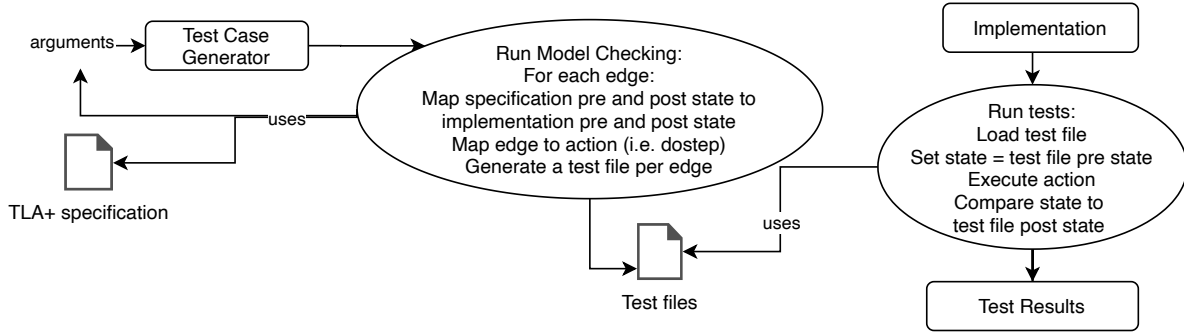 arguments
Test Case
Generator
Run Model Checking:
For each edge:
Map specification pre and post state to
implementation pre and post state
Map edge to action (i.e. dostep)
Generate a test file per edge
uses
TLA+ specification
Test files
uses
Implementation
Run tests:
Load test file
Set state = test file pre state
Execute action
Compare state to
test file post state
Test Results